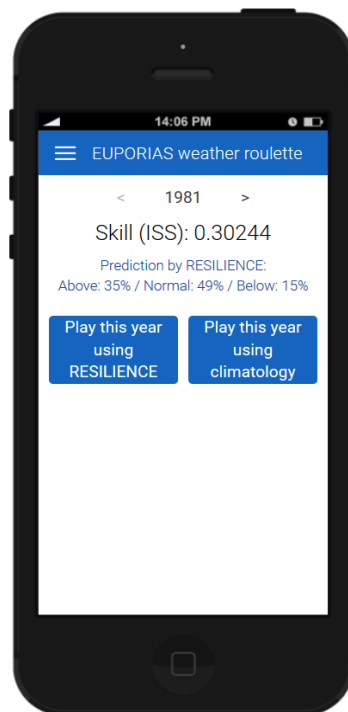 14:06 PM
EUPORIAS weather roulette
< 1981 >
Skill (ISS): 0.30244
Prediction by RESILIENCE:
Above: 35% / Normal: 49% / Below: 15%
Play this year
using
RESILIENCE
Play this year
using
climatology